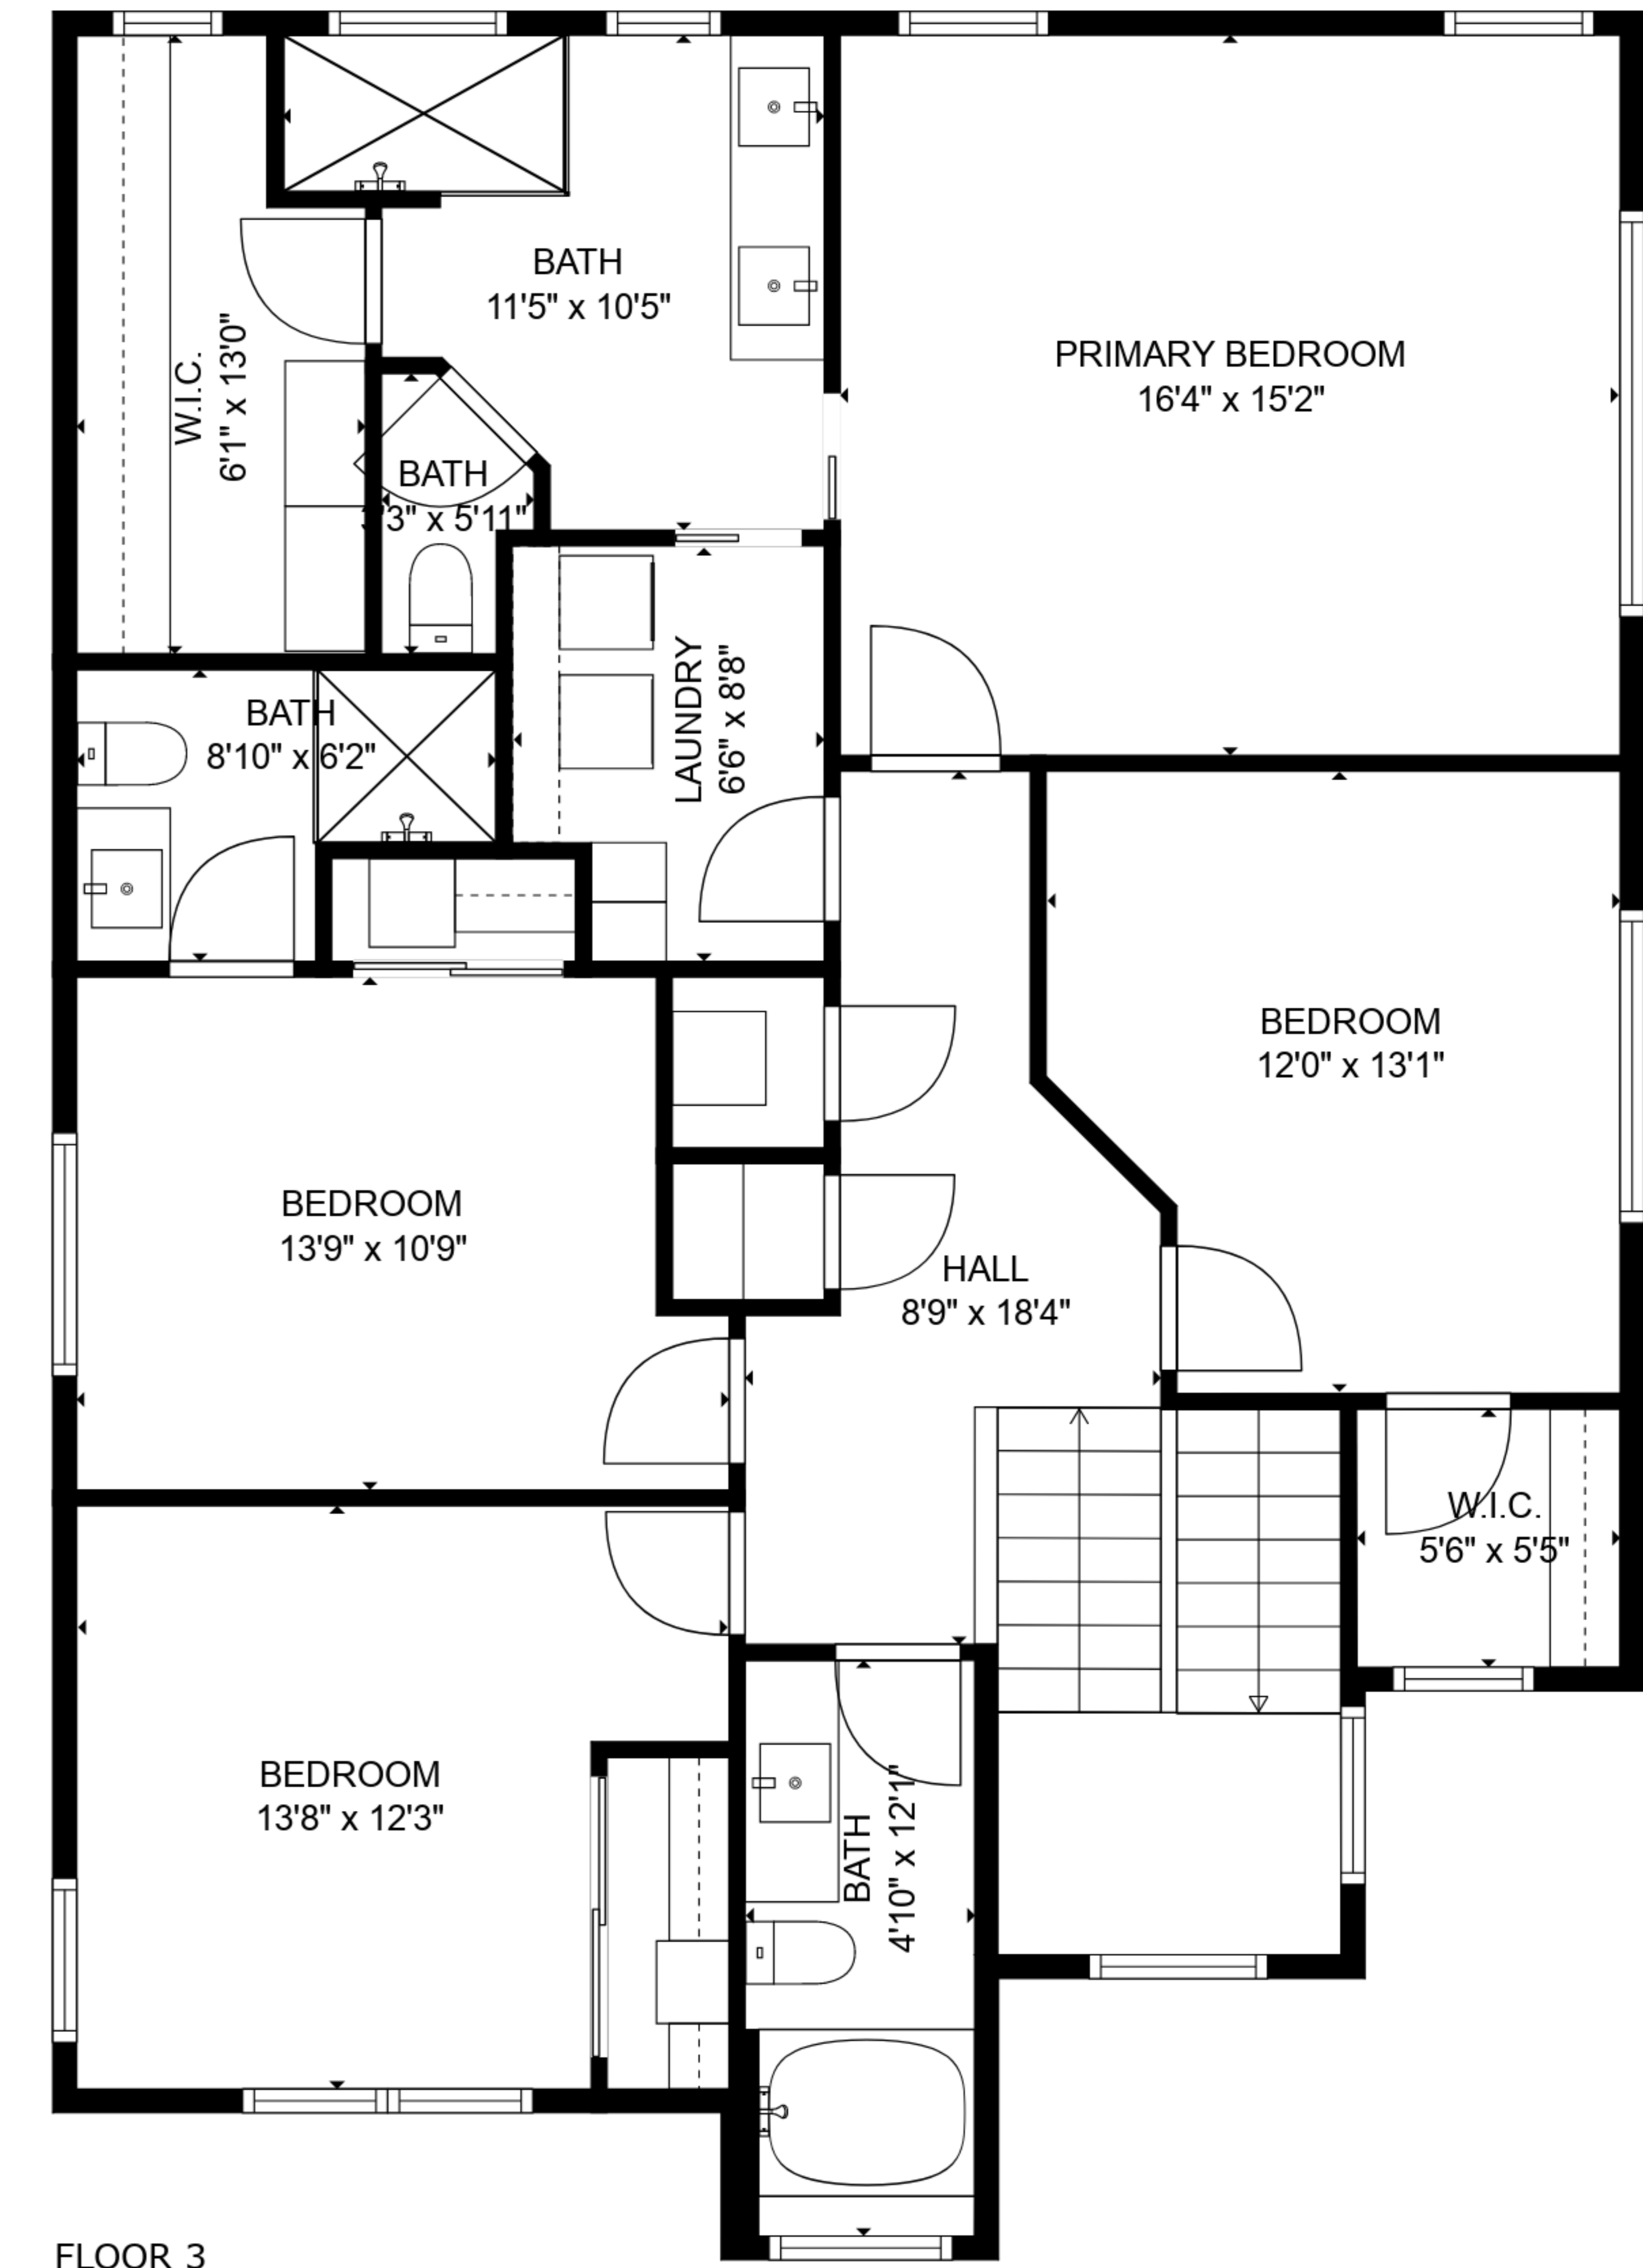 BATH
11'5" x 10'5"
PRIMARY BEDROOM
16'4" x 15'2"
W.I.C.
6'1" x 13'0"
BATH
'3" x 5'11"
BATH
8'10" x 6'2"
LAUNDRY
6'6" x 8'8"
BEDROOM
12'0" x 13'1"
BEDROOM
13'9" x 10'9"
HALL
8'9" x 18'4"
W.I.C.
5'6" x 5'5"
BEDROOM
13'8" x 12'3"
BATH
4'10" x 12'1"
FLOOR 3